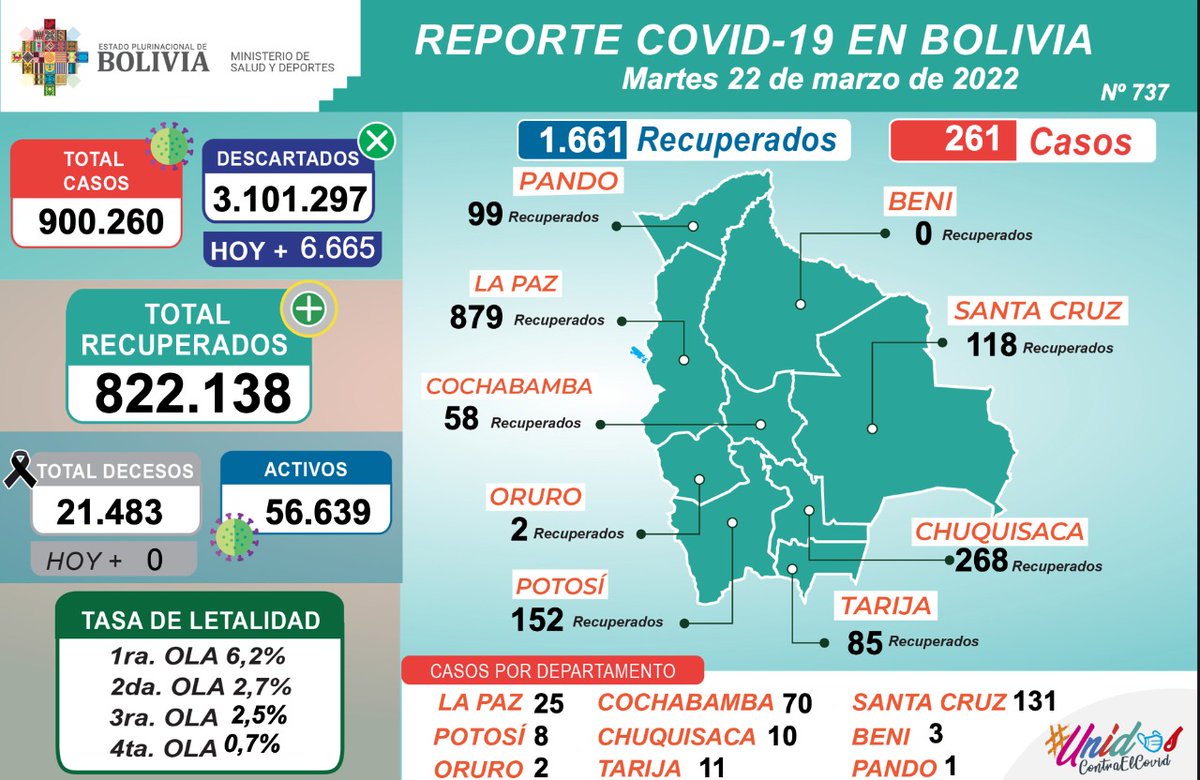 ESTADO PLURINACIONAL DE
BOLIVIA
MINISTERIO DE
SALUD Y DEPORTES
REPORTE COVID-19 EN BOLIVIA
Martes 22 de marzo de 2022
Nº 737
TOTAL
CASOS
900.260
DESCARTADOS
3.101.297
HOY + 6.665
TOTAL
RECUPERADOS
822.138
TOTAL DECESOS
21.483
HOY + 0
ACTIVOS
56.639
TASA DE LETALIDAD
1ra. OLA 6,2%
2da. OLA 2,7%
3ra. OLA 2,5%
4ta. OLA 0,7%
1.661 Recuperados
261 Casos
PANDO
99 Recuperados
BENI
0 Recuperados
LA PAZ
879 Recuperados
SANTA CRUZ
118 Recuperados
COCHABAMBA
58 Recuperados
ORURO
2 Recuperados
CHUQUISACA
268 Recuperados
POTOSÍ
152 Recuperados
TARIJA
85 Recuperados
CASOS POR DEPARTAMENTO
LA PAZ 25 COCHABAMBA 70 SANTA CRUZ 131
POTOSÍ 8 CHUQUISACA 10 BENI 3
ORURO 2 TARIJA 11 PANDO 1
#Unidos
ContraElCovid